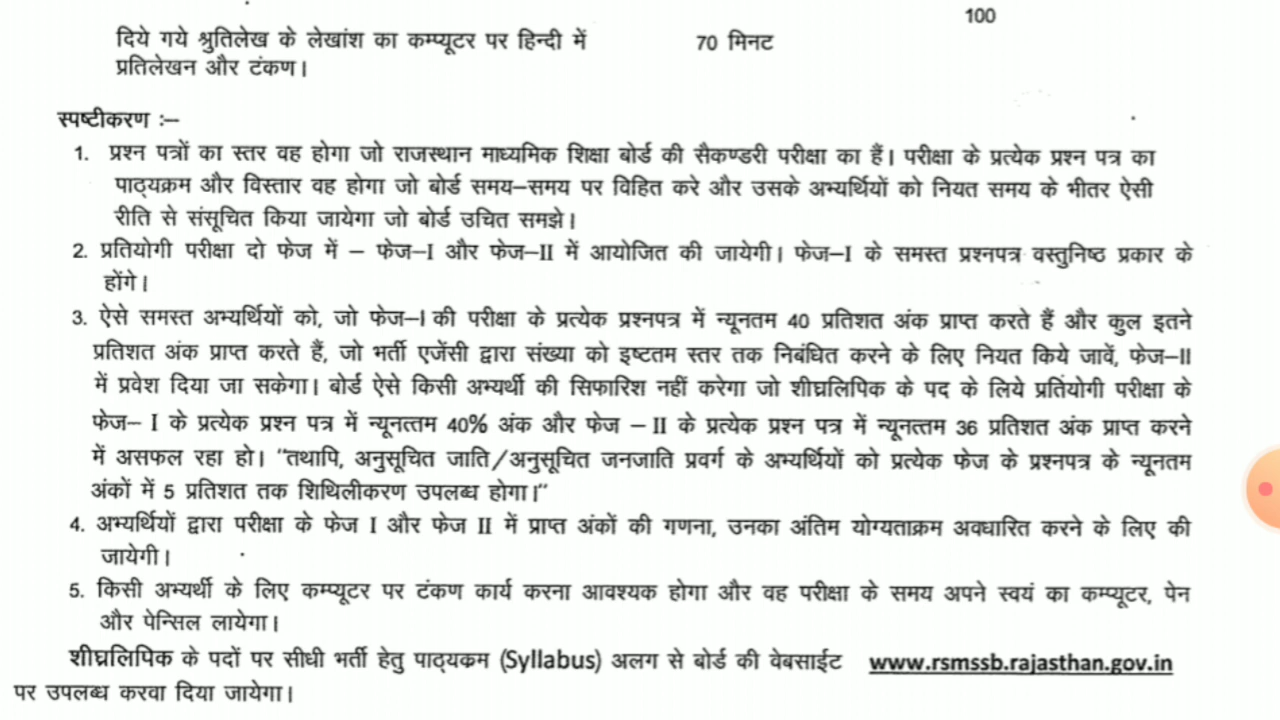 100
दिये गये श्रुतिलेख के लेखांश का कम्प्यूटर पर हिन्दी में 70 मिनट
प्रतिलेखन और टंकण।
स्पष्टीकरण :–
1. प्रश्न पत्रों का स्तर वह होगा जो राजस्थान माध्यमिक शिक्षा बोर्ड की सैकण्डरी परीक्षा का हैं। परीक्षा के प्रत्येक प्रश्न पत्र का
पाठ्यक्रम और विस्तार वह होगा जो बोर्ड समय–समय पर विहित करे और उसके अभ्यर्थियों को नियत समय के भीतर ऐसी
रीति से संसूचित किया जायेगा जो बोर्ड उचित समझे।
2. प्रतियोगी परीक्षा दो फेज में – फेज–I और फेज–II में आयोजित की जायेगी। फेज–I के समस्त प्रश्नपत्र वस्तुनिष्ठ प्रकार के
होंगे।
3. ऐसे समस्त अभ्यर्थियों को, जो फेज–I की परीक्षा के प्रत्येक प्रश्नपत्र में न्यूनतम 40 प्रतिशत अंक प्राप्त करते हैं और कुल इतने
प्रतिशत अंक प्राप्त करते हैं, जो भर्ती एजेंसी द्वारा संख्या को इष्टतम स्तर तक निबंधित करने के लिए नियत किये जावें, फेज–II
में प्रवेश दिया जा सकेगा। बोर्ड ऐसे किसी अभ्यर्थी की सिफारिश नहीं करेगा जो शीघ्रलिपिक के पद के लिये प्रतियोगी परीक्षा के
फेज– I के प्रत्येक प्रश्न पत्र में न्यूनत्तम 40% अंक और फेज – II के प्रत्येक प्रश्न पत्र में न्यूनत्तम 36 प्रतिशत अंक प्राप्त करने
में असफल रहा हो। "तथापि, अनुसूचित जाति/अनुसूचित जनजाति प्रवर्ग के अभ्यर्थियों को प्रत्येक फेज के प्रश्नपत्र के न्यूनतम
अंकों में 5 प्रतिशत तक शिथिलीकरण उपलब्ध होगा।"
4. अभ्यर्थियों द्वारा परीक्षा के फेज I और फेज II में प्राप्त अंकों की गणना, उनका अंतिम योग्यताक्रम अवधारित करने के लिए की
जायेगी।
5. किसी अभ्यर्थी के लिए कम्प्यूटर पर टंकण कार्य करना आवश्यक होगा और वह परीक्षा के समय अपने स्वयं का कम्प्यूटर, पेन
और पेन्सिल लायेगा।
शीघ्रलिपिक के पदों पर सीधी भर्ती हेतु पाठ्यक्रम (Syllabus) अलग से बोर्ड की वेबसाईट www.rsmssb.rajasthan.gov.in
पर उपलब्ध करवा दिया जायेगा।